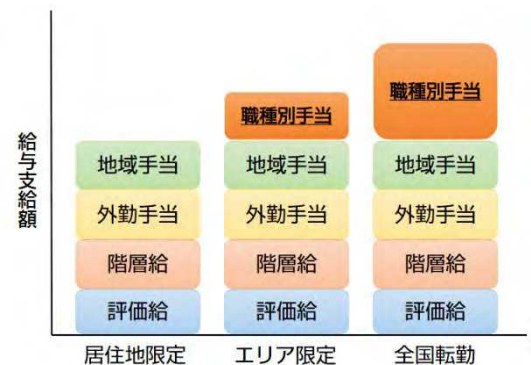 給与支給額
職種別手当
職種別手当
地域手当
地域手当
地域手当
外勤手当
外勤手当
外勤手当
階層給
階層給
階層給
評価給
評価給
評価給
居住地限定
エリア限定
全国転勤